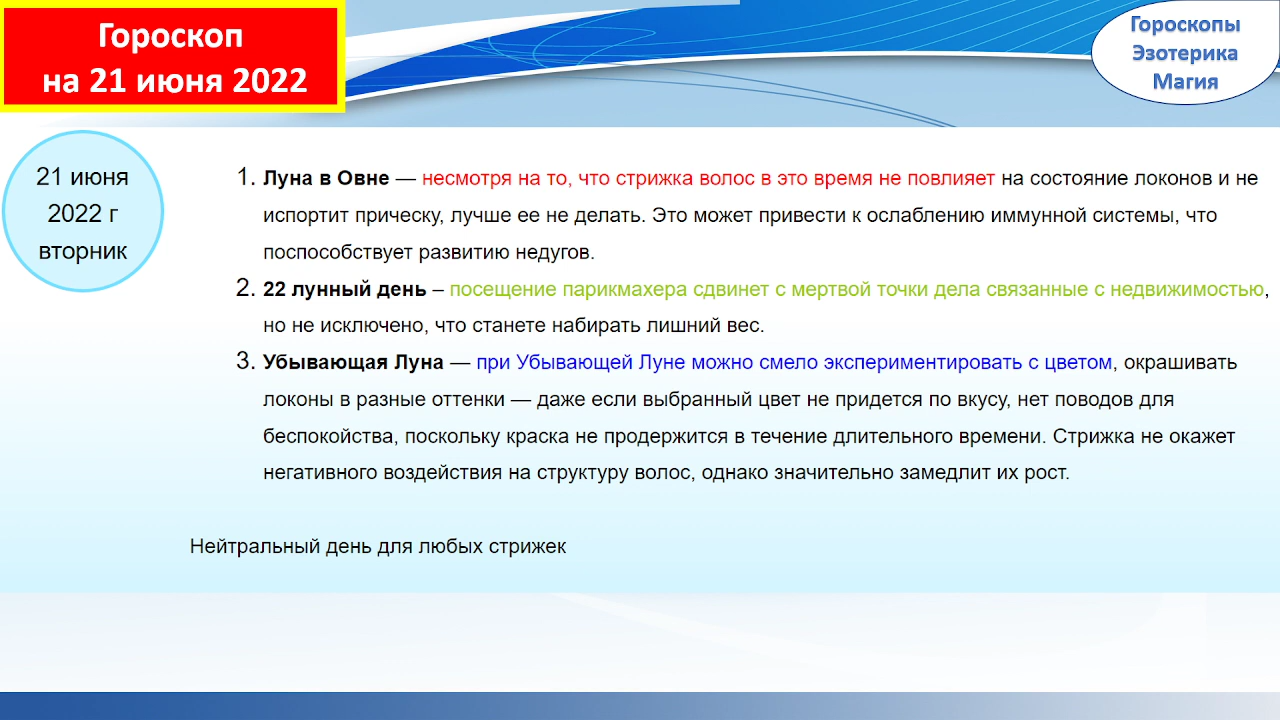 Гороскоп
на 21 июня 2022
Гороскопы
Эзотерика
Магия
21 июня
2022 г
вторник
1. Луна в Овне — несмотря на то, что стрижка волос в это время не повлияет на состояние локонов и не
испортит прическу, лучше ее не делать. Это может привести к ослаблению иммунной системы, что
поспособствует развитию недугов.
2. 22 лунный день – посещение парикмахера сдвинет с мертвой точки дела связанные с недвижимостью,
но не исключено, что станете набирать лишний вес.
3. Убывающая Луна — при Убывающей Луне можно смело экспериментировать с цветом, окрашивать
локоны в разные оттенки — даже если выбранный цвет не придется по вкусу, нет поводов для
беспокойства, поскольку краска не продержится в течение длительного времени. Стрижка не окажет
негативного воздействия на структуру волос, однако значительно замедлит их рост.
Нейтральный день для любых стрижек